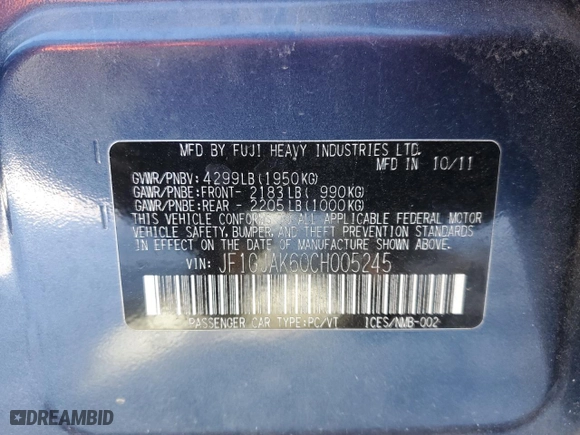 MFD BY FUJI HEAVY INDUSTRIES LTD.
MFD IN 10/11
GVWR/PNBV: 4299LB(1950KG)
GAWR/PNBE:FRONT- 2183LB( 990KG)
GAWR/PNBE:REAR - 2205LB(1000KG)
THIS VEHICLE CONFORMS TO ALL APPLICABLE FEDERAL MOTOR
VEHICLE SAFETY,BUMPER,AND THEFT PREVENTION STANDARDS
IN EFFECT ON THE DATE OF MANUFACTURE SHOWN ABOVE.
VIN: JF1GJAK60CH005245
PASSENGER CAR TYPE:PC/VT ICES/NMB-002
DREAMBID